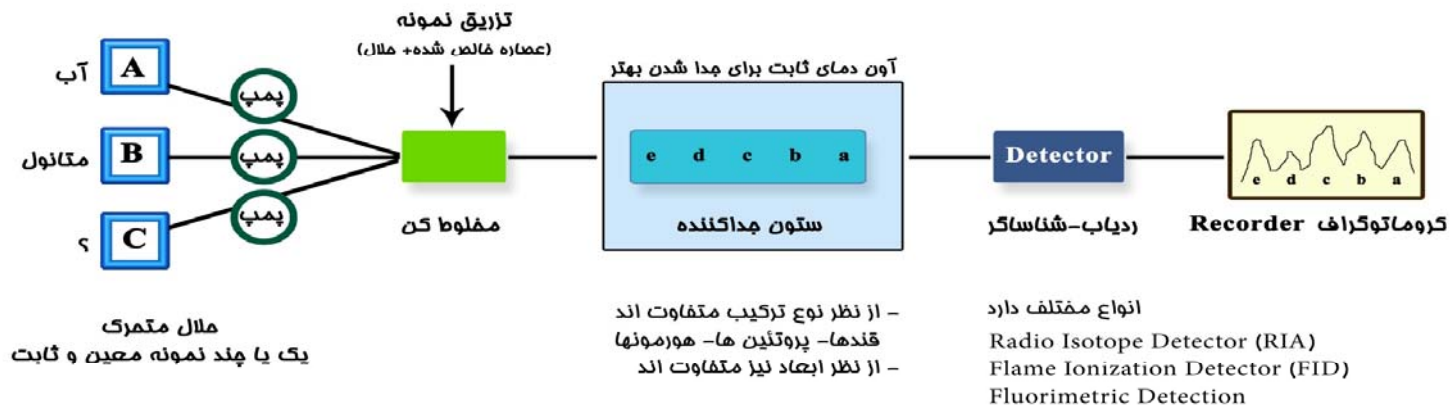 تزریق نمونه
(عصاره خالص شده+ حلال)
آون دمای ثابت برای جدا شدن بهتر
آب
A
پمپ
متانول
B
پمپ
؟
C
پمپ
مخلوط کن
e d c b a
ستون جداکننده
Detector
ردیاب-شناساگر
e d c b a
کروماتوگراف Recorder
حلال متحرک
یک یا چند نمونه معین و ثابت
- از نظر نوع ترکیب متفاوت اند
قندها- پروتئین ها- هورمونها
- از نظر ابعاد نیز متفاوت اند
انواع مختلف دارد
Radio Isotope Detector (RIA)
Flame Ionization Detector (FID)
Fluorimetric Detection